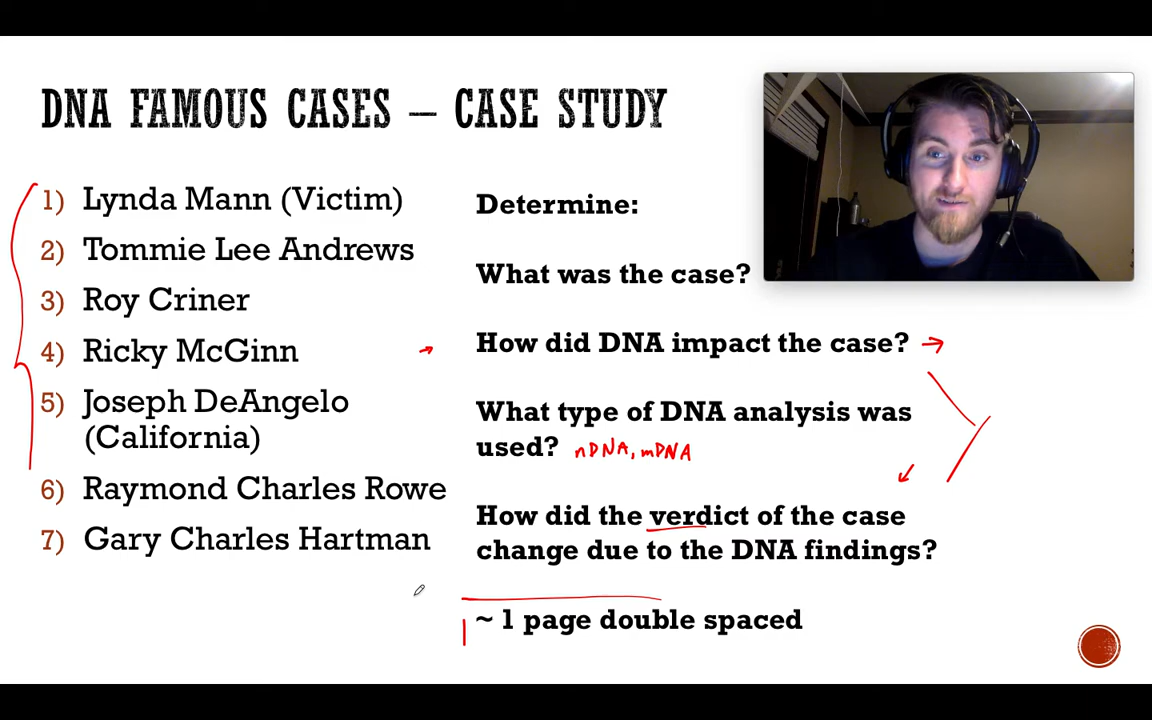 DNA FAMOUS CASES – CASE STUDY
1) Lynda Mann (Victim)
2) Tommie Lee Andrews
3) Roy Criner
4) Ricky McGinn
5) Joseph DeAngelo
(California)
6) Raymond Charles Rowe
7) Gary Charles Hartman
Determine:
What was the case?
How did DNA impact the case?
What type of DNA analysis was
used? nDNA, mDNA
How did the verdict of the case
change due to the DNA findings?
~ 1 page double spaced